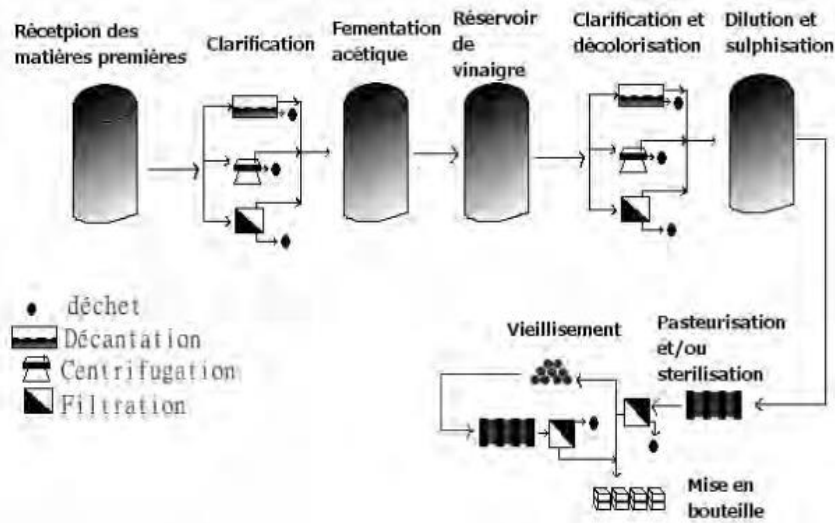 Récetpion des
matières premières
Clarification
Fementation
acétique
Réservoir
de
vinaigre
Clarification et
dècolorisation
Dilution et
sulphisation
déchet
Décantation
Centrifugation
Filtration
Vieillisement
Pasteurisation
et/ou
sterilisation
Mise en
bouteille